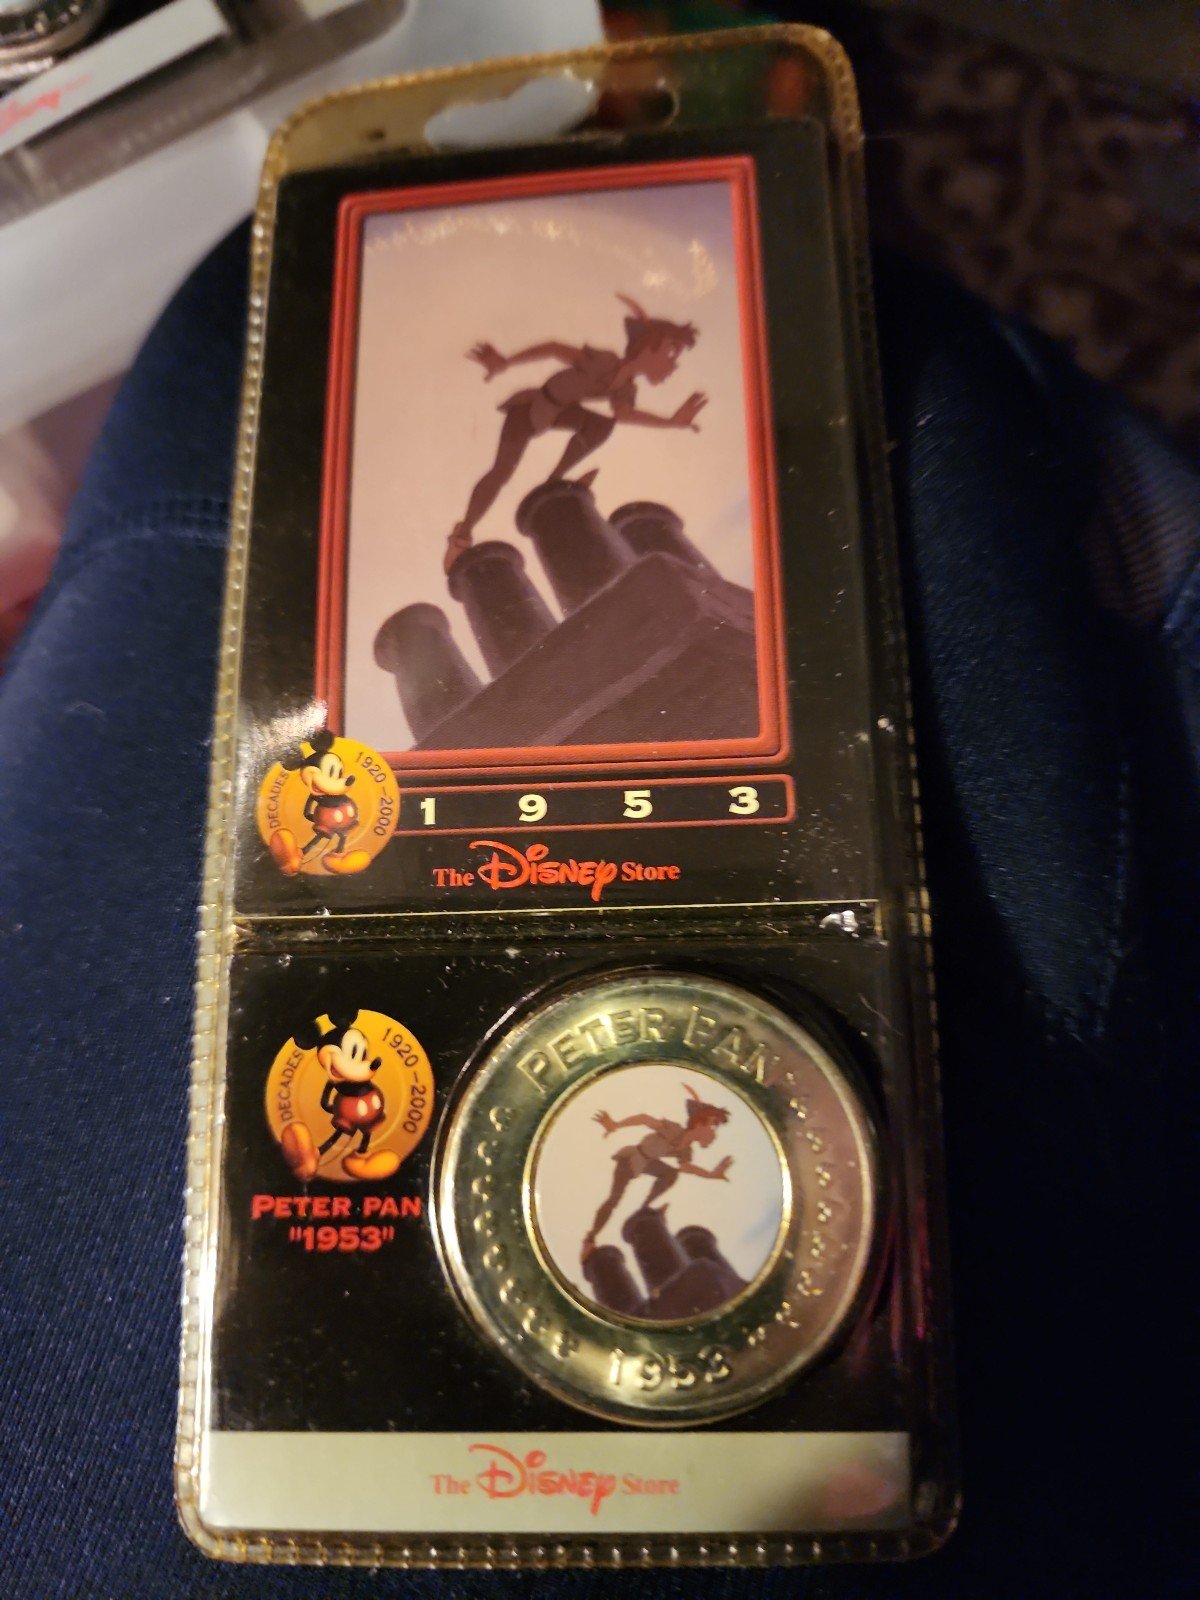 DECADES 1920-2000
1 9 5 3
The Disney Store
DECADES 1920-2000
PETER PAN
"1953"
PETER PAN
1953
The Disney Store